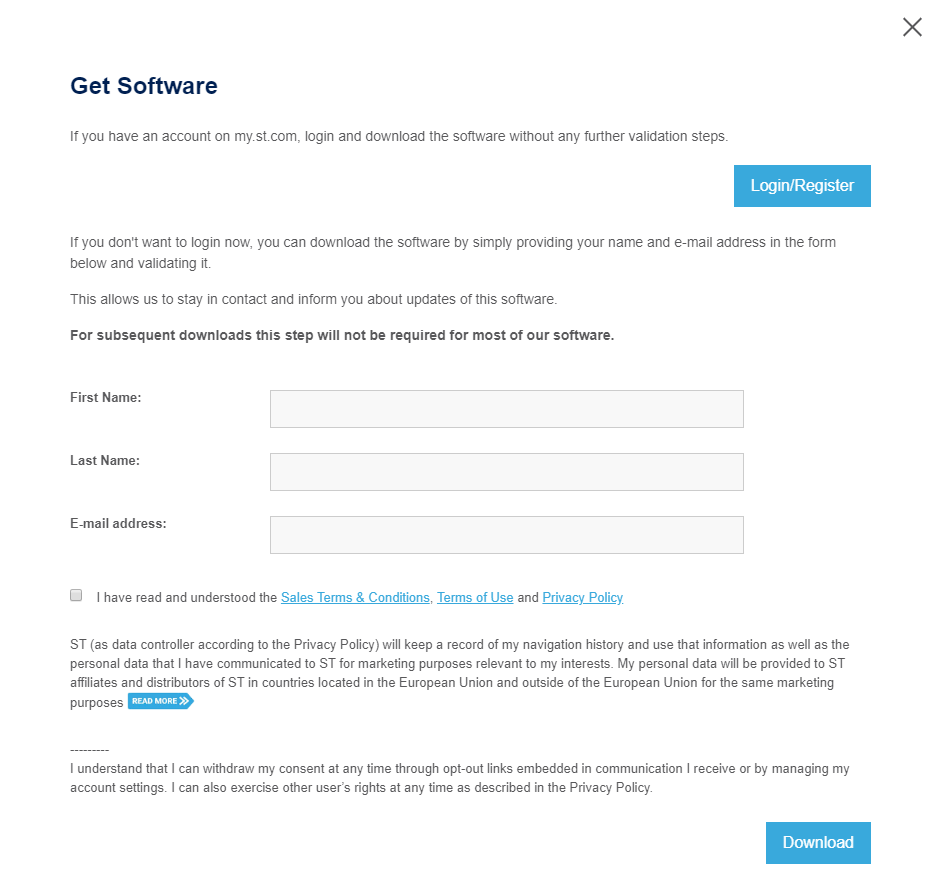 Get Software
If you have an account on my.st.com, login and download the software without any further validation steps.
Login/Register
If you don't want to login now, you can download the software by simply providing your name and e-mail address in the form
below and validating it.
This allows us to stay in contact and inform you about updates of this software.
For subsequent downloads this step will not be required for most of our software.
First Name:
Last Name:
E-mail address:
I have read and understood the Sales Terms & Conditions, Terms of Use and Privacy Policy
ST (as data controller according to the Privacy Policy) will keep a record of my navigation history and use that information as well as the
personal data that I have communicated to ST for marketing purposes relevant to my interests. My personal data will be provided to ST
affiliates and distributors of ST in countries located in the European Union and outside of the European Union for the same marketing
purposes READ MORE
---------
I understand that I can withdraw my consent at any time through opt-out links embedded in communication I receive or by managing my
account settings. I can also exercise other user’s rights at any time as described in the Privacy Policy.
Download